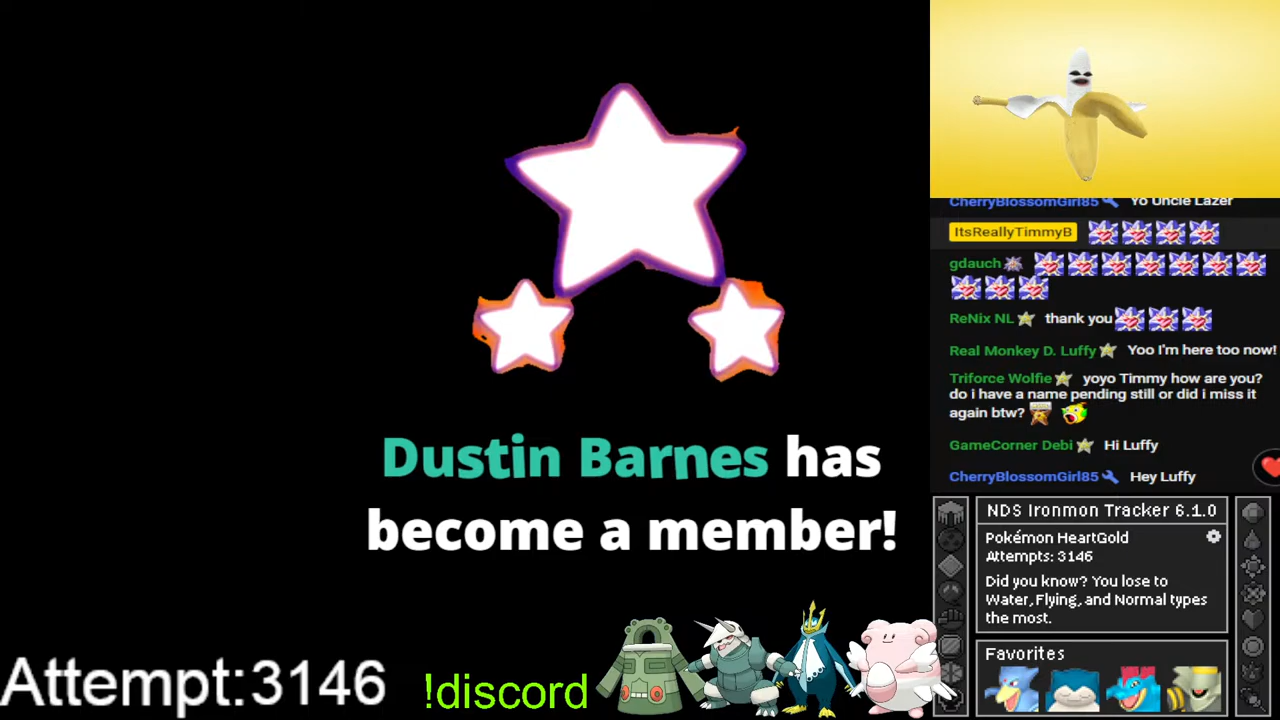 Dustin Barnes has
become a member!
Attempt:3146
!discord
CherryBlossomGirl85 Yo Uncle Lazer
ItsReallyTimmyB
gdauch
ReNix NL thank you
Real Monkey D. Luffy Yoo I'm here too now!
Triforce Wolfie yoyo Timmy how are you?
do i have a name pending still or did i miss it
again btw?
GameCorner Debi Hi Luffy
CherryBlossomGirl85 Hey Luffy
NDS Ironmon Tracker 6.1.0
Pokémon HeartGold
Attempts: 3146
Did you know? You lose to
Water, Flying, and Normal types
the most.
Favorites